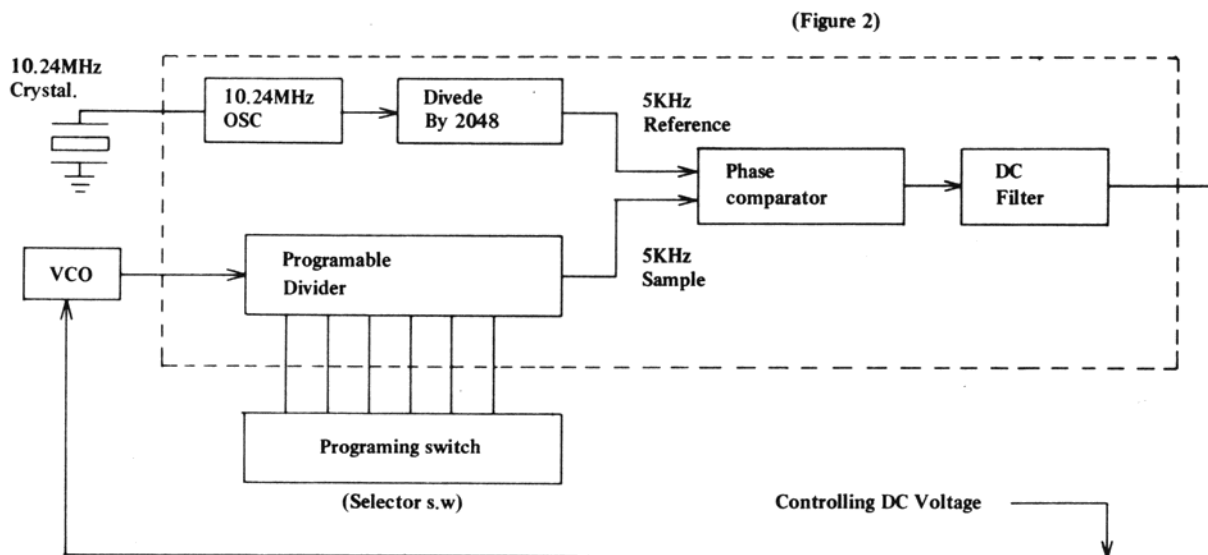 (Figure 2)
10.24MHz
Crystal.
10.24MHz
OSC
Divede
By 2048
5KHz
Reference
Phase
comparator
DC
Filter
VCO
Programable
Divider
5KHz
Sample
Programing switch
(Selector s.w)
Controlling DC Voltage